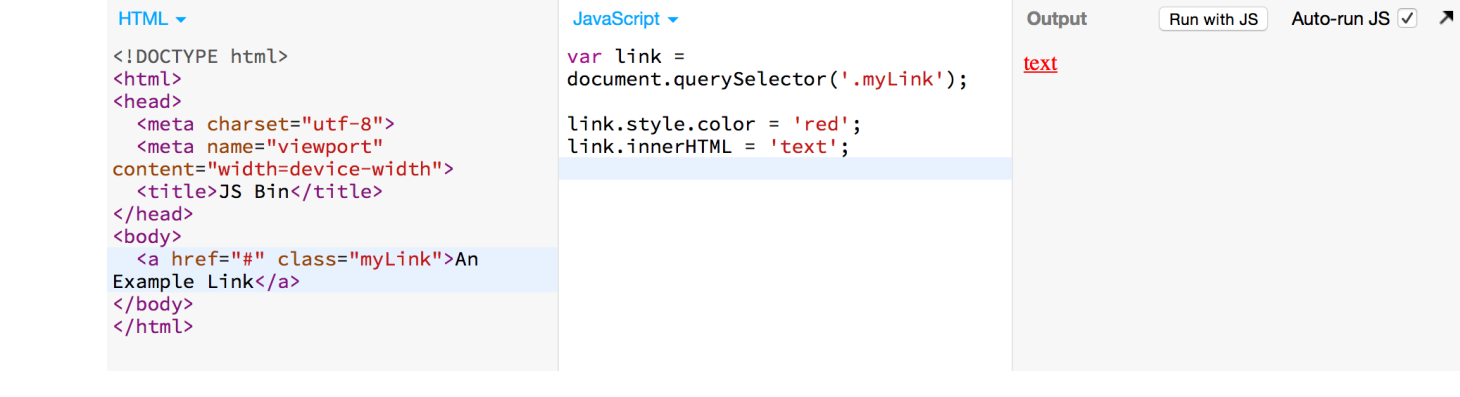 HTML
<!DOCTYPE html>
<html>
<head>
  <meta charset="utf-8">
  <meta name="viewport"
content="width=device-width">
  <title>JS Bin</title>
</head>
<body>
  <a href="#" class="myLink">An
Example Link</a>
</body>
</html>
JavaScript
var link =
document.querySelector('.myLink');

link.style.color = 'red';
link.innerHTML = 'text';
Output Run with JS Auto-run JS
text